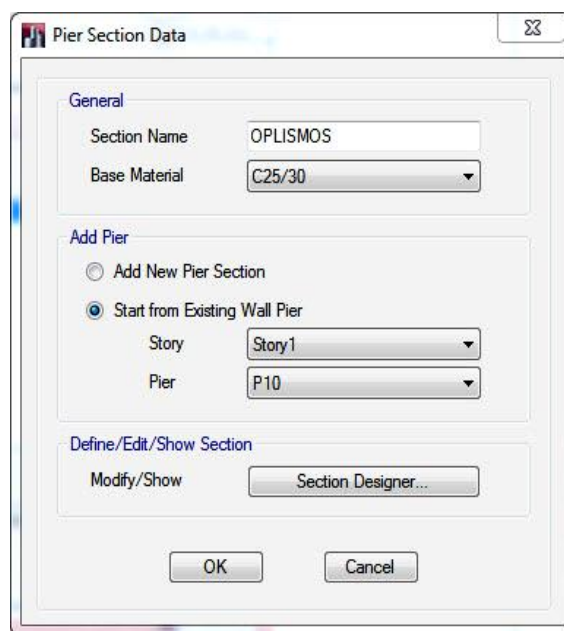 Pier Section Data
General
Section Name OPLISMOS
Base Material C25/30
Add Pier
Add New Pier Section
Start from Existing Wall Pier
Story Story1
Pier P10
Define/Edit/Show Section
Modify/Show Section Designer...
OK Cancel